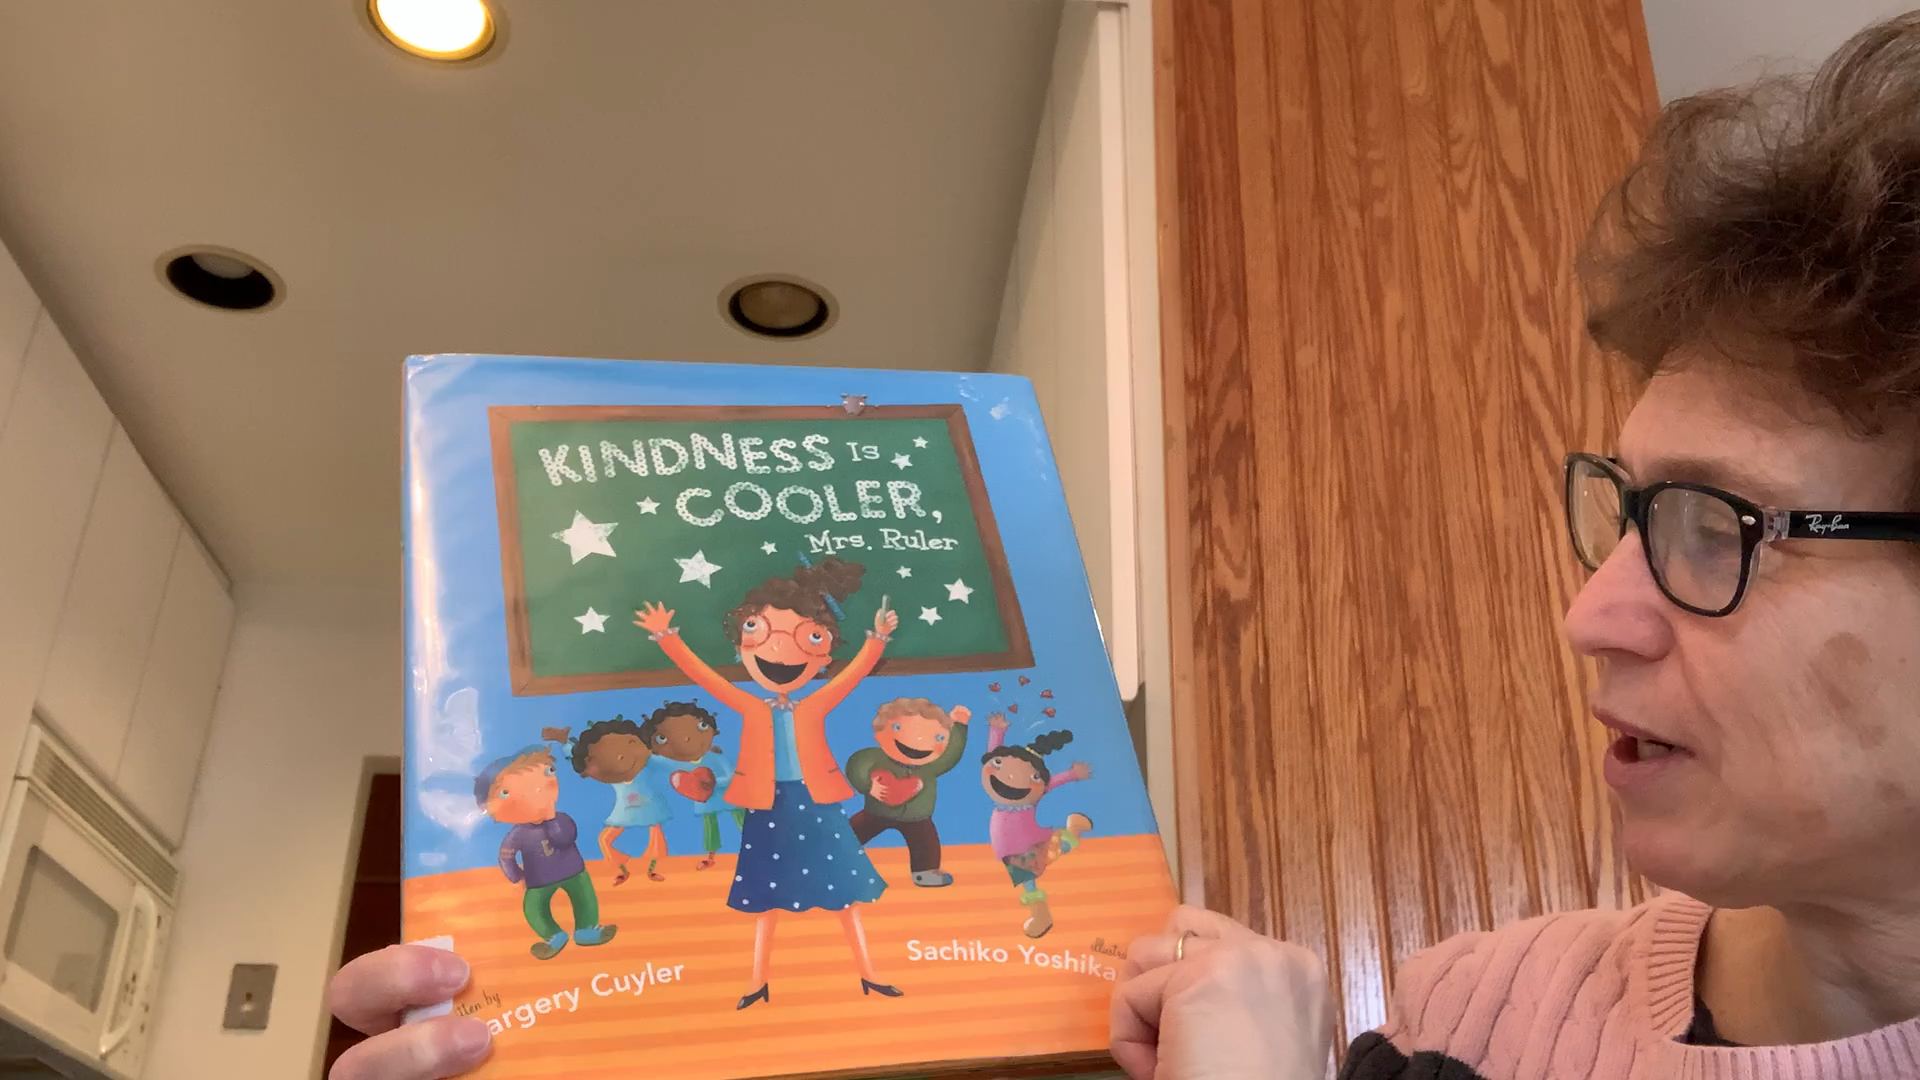 KINDNESS IS
COOLER,
Mrs. Ruler
argery Cuyler
Sachiko Yoshika
Ray-Ban